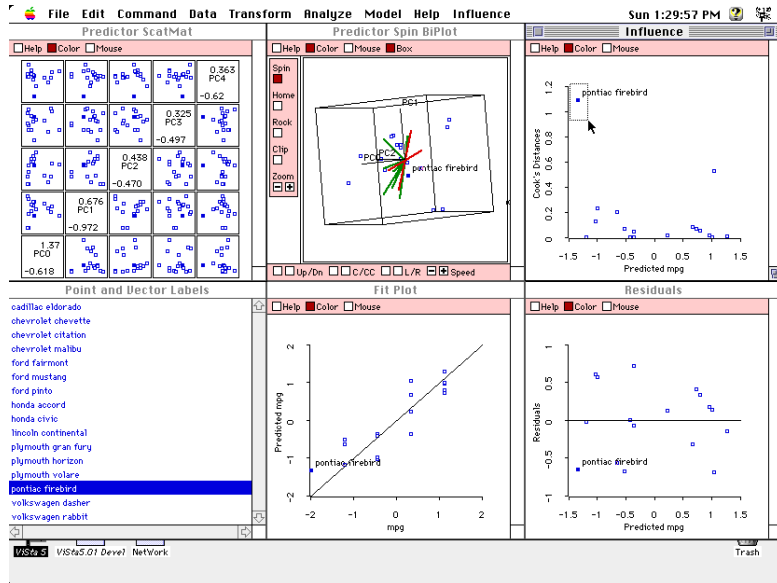 File Edit Command Data Transform Analyze Model Help Influence Sun 1:29:57 PM
Predictor ScatMat
Help Color Mouse
0.363
PC4
-0.62
0.325
PC3
-0.497
0.438
PC2
-0.470
0.676
PC1
-0.972
1.37
PC0
-0.618
Predictor Spin BiPlot
Help Color Mouse Box
Spin
Home
Rock
Clip
Zoom
PC1
PC2
PC0
pontiac firebird
Up/Dn C/CC L/R Speed
Influence
Help Color Mouse
pontiac firebird
Cook's Distances
0 0.2 0.4 0.6 0.8 1 1.2
-1.5 -1 -0.5 0 0.5 1 1.5
Predicted mpg
Point and Vector Labels
cadillac eldorado
chevrolet chevette
chevrolet citation
chevrolet malibu
ford fairmont
ford mustang
ford pinto
honda accord
honda civic
lincoln continental
plymouth gran fury
plymouth horizon
plymouth volare
pontiac firebird
volkswagen dasher
volkswagen rabbit
Fit Plot
Help Color Mouse
Predicted mpg
-2 -1 0 1 2
pontiac firebird
-2 -1 0 1 2
mpg
Residuals
Help Color Mouse
Residuals
-1 -0.5 0 0.5 1
pontiac firebird
-1.5 -1 -0.5 0 0.5 1 1.5
Predicted mpg
ViSta 5 ViSta5.01 Devel NetWork Trash